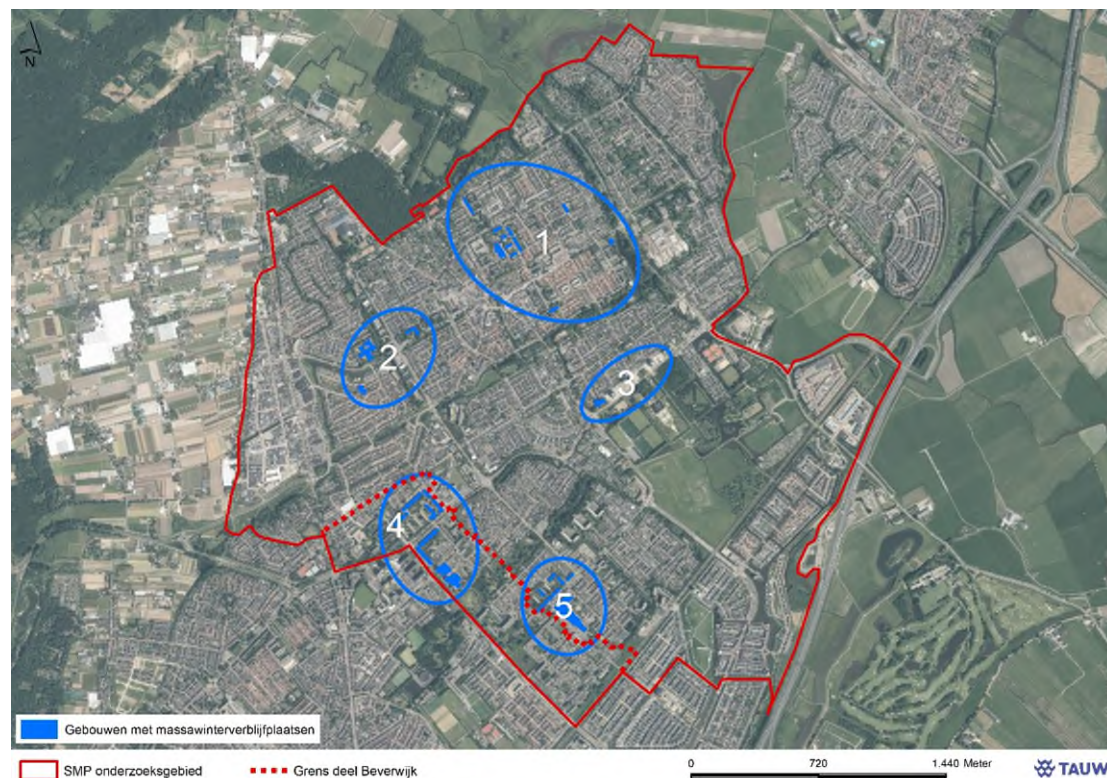 N
1
2
3
4
5
Gebouwen met massawinterverblijfplaatsen
SMP onderzoeksgebied
Grens deel Beverwijk
0 720 1.440 Meter
TAUW